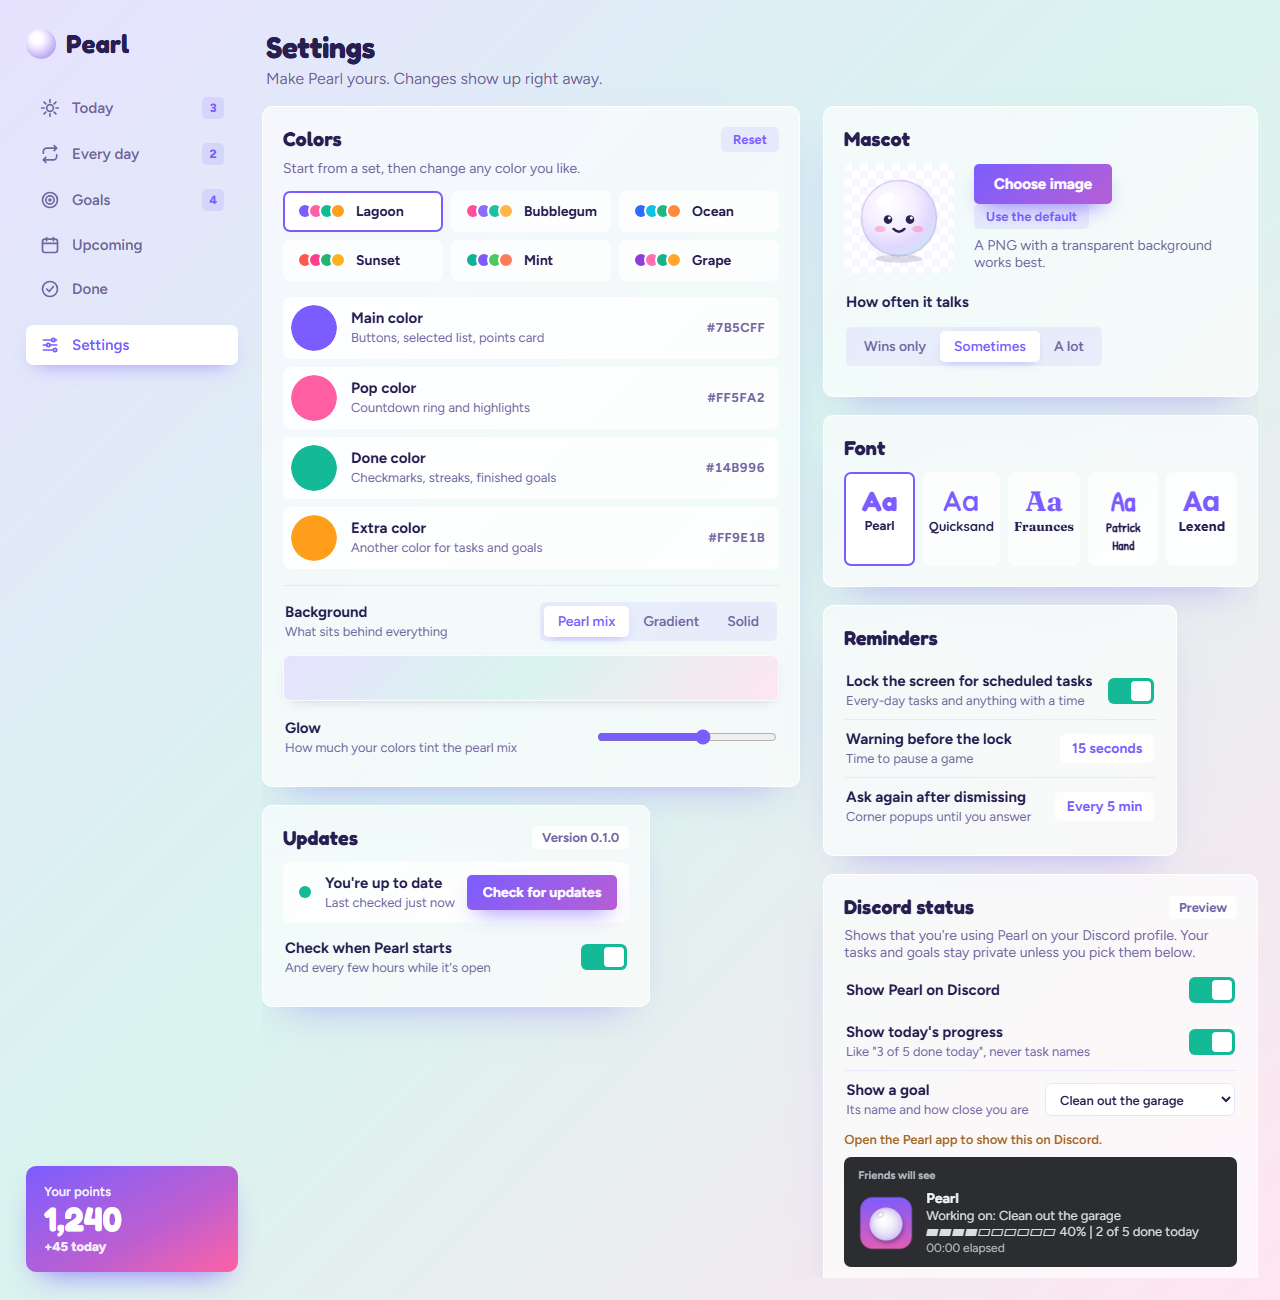 Pearl
Today
3
Every day
2
Goals
4
Upcoming
Done
Settings
Your points
1,240
+45 today
Settings
Make Pearl yours. Changes show up right away.
Colors
Reset
Start from a set, then change any color you like.
Lagoon
Bubblegum
Ocean
Sunset
Mint
Grape
Main color
Buttons, selected list, points card
#7B5CFF
Pop color
Countdown ring and highlights
#FF5FA2
Done color
Checkmarks, streaks, finished goals
#14B996
Extra color
Another color for tasks and goals
#FF9E1B
Background
What sits behind everything
Pearl mix
Gradient
Solid
Glow
How much your colors tint the pearl mix
Updates
Version 0.1.0
You're up to date
Last checked just now
Check for updates
Check when Pearl starts
And every few hours while it's open
Mascot
Choose image
Use the default
A PNG with a transparent background
works best.
How often it talks
Wins only
Sometimes
A lot
Font
Aa
Pearl
Aa
Quicksand
Aa
Fraunces
Aa
Patrick
Hand
Aa
Lexend
Reminders
Lock the screen for scheduled tasks
Every-day tasks and anything with a time
Warning before the lock
Time to pause a game
15 seconds
Ask again after dismissing
Corner popups until you answer
Every 5 min
Discord status
Preview
Shows that you're using Pearl on your Discord profile. Your
tasks and goals stay private unless you pick them below.
Show Pearl on Discord
Show today's progress
Like "3 of 5 done today", never task names
Show a goal
Its name and how close you are
Clean out the garage
Open the Pearl app to show this on Discord.
Friends will see
Pearl
Working on: Clean out the garage
▰▰▰▰▱▱▱▱▱▱ 40% | 2 of 5 done today
00:00 elapsed